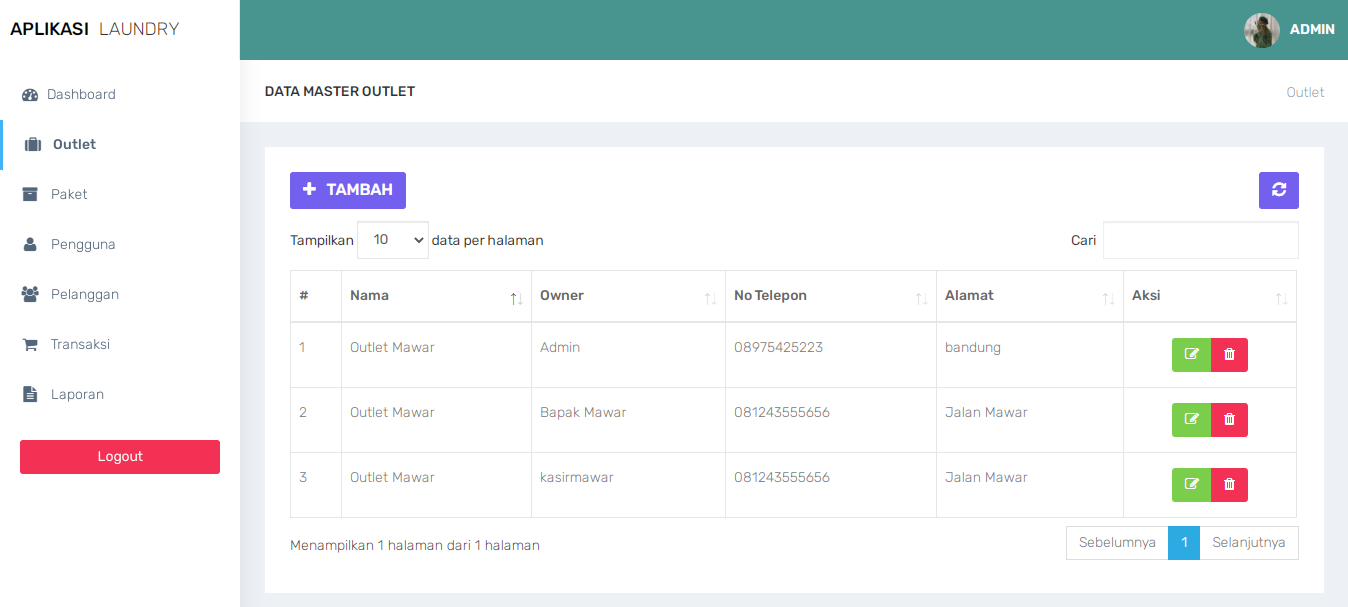 APLIKASI LAUNDRY
ADMIN
Dashboard
Outlet
Paket
Pengguna
Pelanggan
Transaksi
Laporan
Logout
DATA MASTER OUTLET
Outlet
TAMBAH
Tampilkan 10 data per halaman
Cari
# Nama Owner No Telepon Alamat Aksi
1 Outlet Mawar Admin 08975425223 bandung
2 Outlet Mawar Bapak Mawar 081243555656 Jalan Mawar
3 Outlet Mawar kasirmawar 081243555656 Jalan Mawar
Menampilkan 1 halaman dari 1 halaman
Sebelumnya 1 Selanjutnya